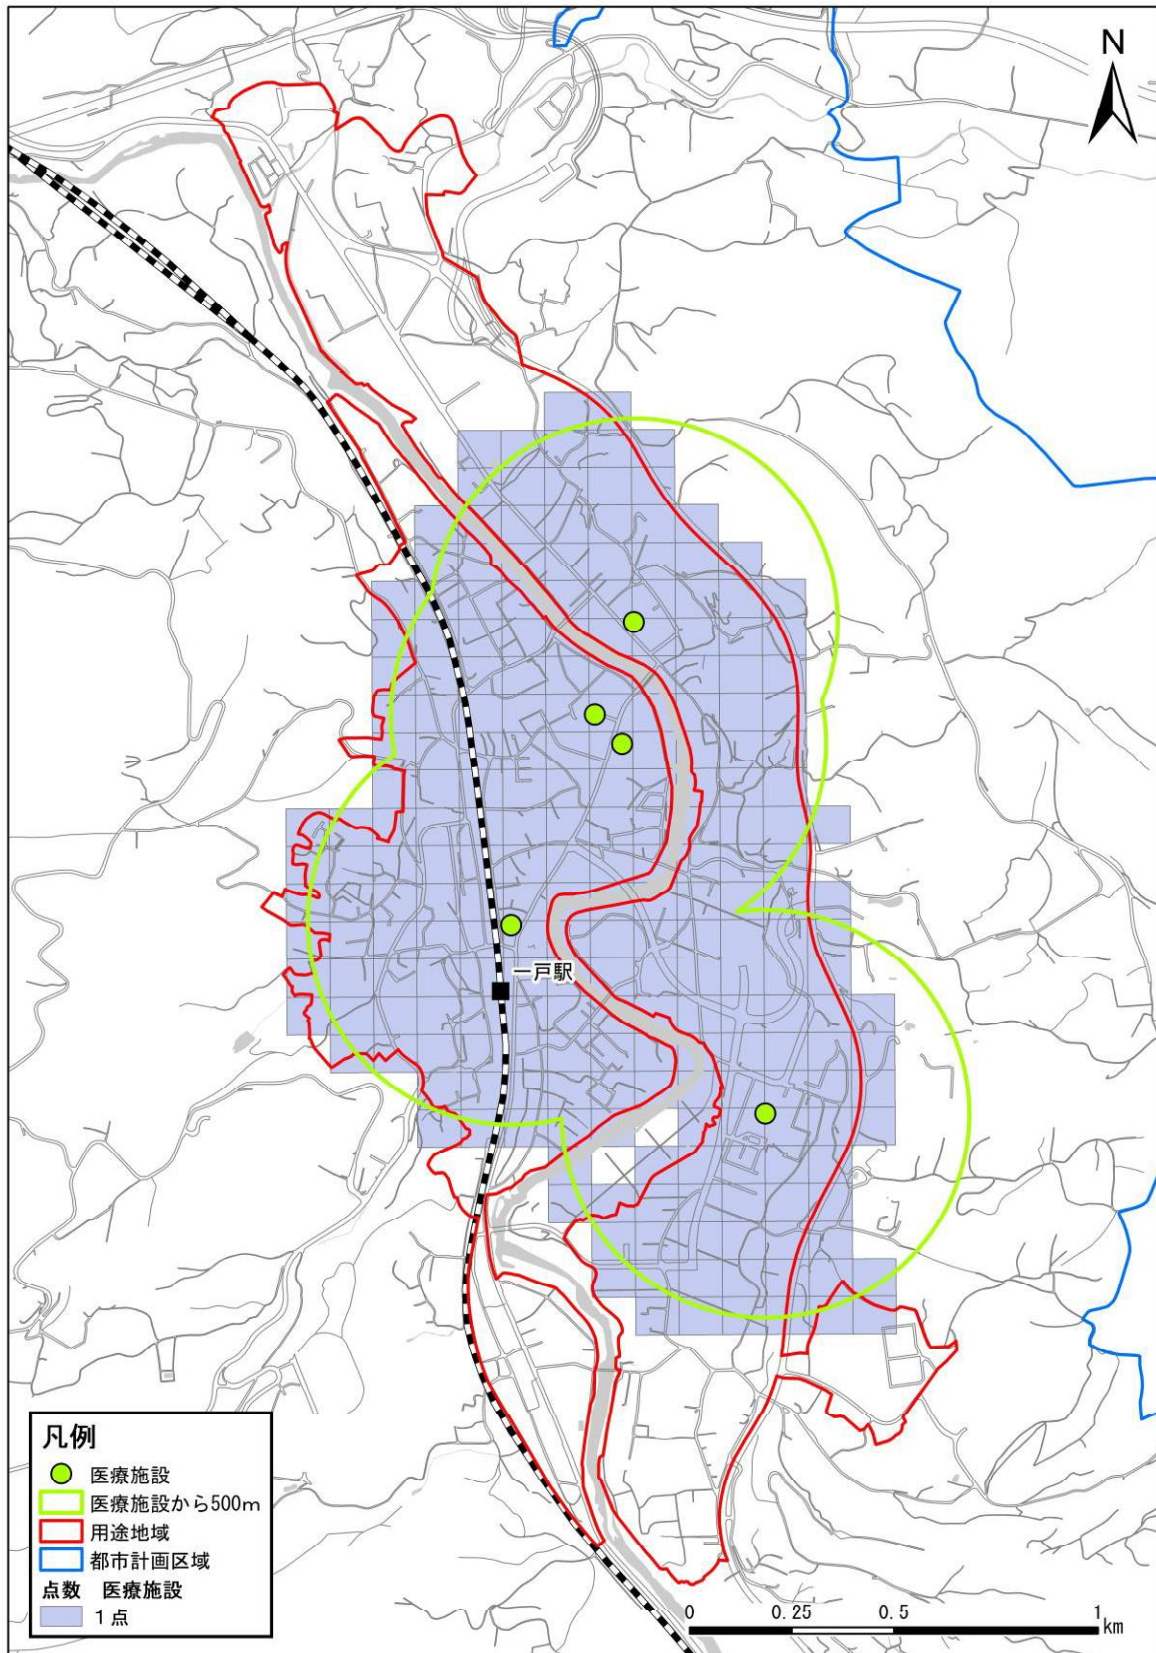 N
一戸駅
凡例
医療施設
医療施設から500m
用途地域
都市計画区域
点数 医療施設
1点
0 0.25 0.5 1
km